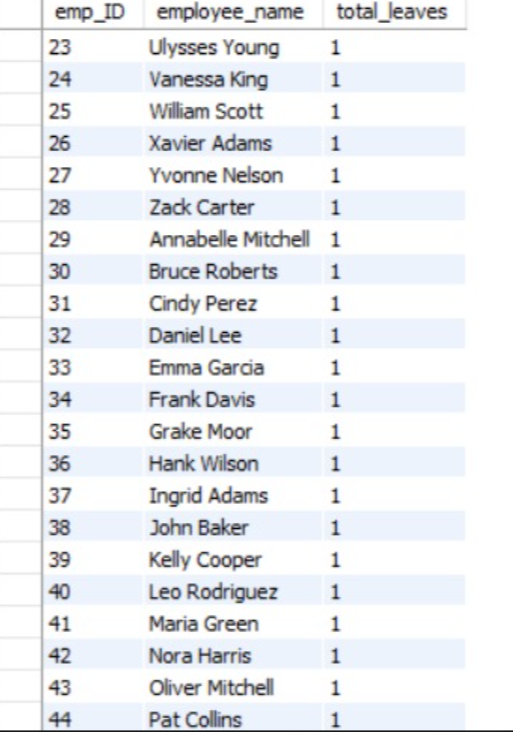 emp_ID employee_name total_leaves
23 Ulysses Young 1
24 Vanessa King 1
25 William Scott 1
26 Xavier Adams 1
27 Yvonne Nelson 1
28 Zack Carter 1
29 Annabelle Mitchell 1
30 Bruce Roberts 1
31 Cindy Perez 1
32 Daniel Lee 1
33 Emma Garcia 1
34 Frank Davis 1
35 Grake Moor 1
36 Hank Wilson 1
37 Ingrid Adams 1
38 John Baker 1
39 Kelly Cooper 1
40 Leo Rodriguez 1
41 Maria Green 1
42 Nora Harris 1
43 Oliver Mitchell 1
44 Pat Collins 1